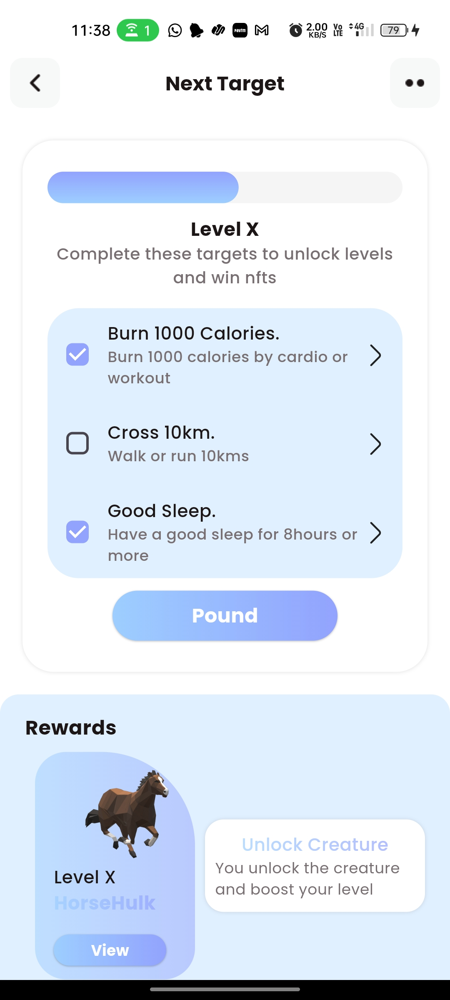 11:38
1
paytm
2.00
KB/S
Vo
LTE
4G
79
Next Target
Level X
Complete these targets to unlock levels
and win nfts
Burn 1000 Calories.
Burn 1000 calories by cardio or
workout
Cross 10km.
Walk or run 10kms
Good Sleep.
Have a good sleep for 8hours or
more
Pound
Rewards
Level X
HorseHulk
View
Unlock Creature
You unlock the creature
and boost your level